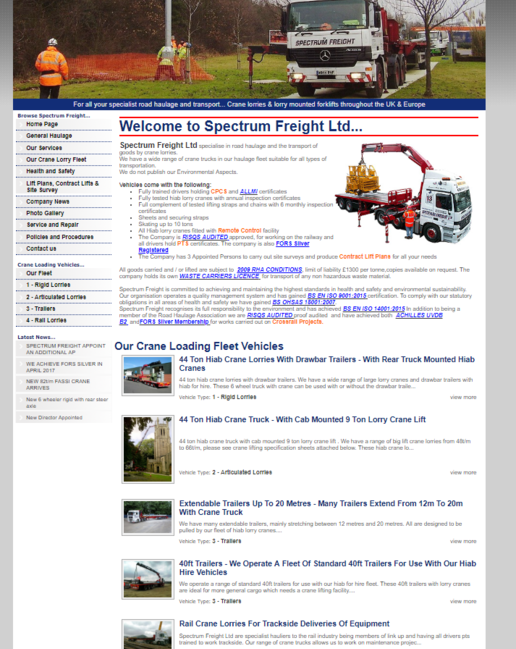 SPECTRUM FREIGHT
For all your specialist road haulage and transport... Crane lorries & lorry mounted forklifts throughout the UK & Europe
Browse Spectrum Freight...
Home Page
General Haulage
Our Services
Our Crane Lorry Fleet
Health and Safety
Lift Plans, Contract Lifts &
Site Survey
Company News
Photo Gallery
Service and Repair
Policies and Procedures
Contact us
Crane Loading Vehicles...
Our Fleet
1 - Rigid Lorries
2 - Articulated Lorries
3 - Trailers
4 - Rail Lorries
Latest News...
SPECTRUM FREIGHT APPOINT
AN ADDITIONAL AP
WE ACHIEVE FORS SILVER IN
APRIL 2017
NEW 82t/m FASSI CRANE
ARRIVES
New 6 wheeler rigid with rear steer
axle
New Director Appointed
Welcome to Spectrum Freight Ltd...
Spectrum Freight Ltd specialise in road haulage and the transport of
goods by crane lorries.
We have a wide range of crane trucks in our haulage fleet suitable for all types of
transportation.
We do not publish our Environmental Aspects.
Vehicles come with the following:
• Fully trained drivers holding CPCS and ALLMI certificates
• Fully tested lorry hiab cranes with annual inspection certificates
• Full complement of tested lifting straps and chains with 6 monthly inspection
certificates
• Sheets and securing straps
• Skating up to 10 tons
• All Hiab lorry cranes fitted with Remote Control facility
• The Company is RISQS AUDITED approved, for working on the railway and
all drivers hold PTS certificates. The company is also FORS Silver
Registered
• The Company has 3 Appointed Persons to carry out site surveys and produce Contract Lift Plans for all your needs
All goods carried and / or lifted are subject to 2009 RHA CONDITIONS, limit of liability £1300 per tonne,copies available on request. The
company holds its own WASTE CARRIERS LICENCE, for transport of any non hazardous waste material.
Spectrum Freight is committed to achieving and maintaining the highest standards in health and safety and environmental sustainability.
Our organisation operates a quality management system and has gained BS EN ISO 9001:2015 certification. To comply with our statutory
obligations in all areas of health and safety we have gained BS OHSAS 18001:2007
Spectrum Freight recognises its full responsibility to the environment and has achieved BS EN ISO 14001:2015 In addition to being a
member of the Road Haulage Association we are RISQS AUDITED proof audited and have achieved both ACHILLES UVDB
B2 and FORS Silver Membership for works carried out on Crossrail Projects.
Our Crane Loading Fleet Vehicles
44 Ton Hiab Crane Lorries With Drawbar Trailers - With Rear Truck Mounted Hiab
Cranes
44 ton hiab crane lorries with drawbar trailers. We have a wide range of large lorry cranes and drawbar trailers with
hiab for hire. These 6 wheel truck with crane can be used with or without the drawbar traile...
Vehicle Type: 1 - Rigid Lorries
view more
44 Ton Hiab Crane Truck - With Cab Mounted 9 Ton Lorry Crane Lift
44 ton hiab crane truck with cab mounted 9 ton lorry crane lift . We have a range of big lift crane lorries from 48t/m
to 66t/m, please see crane lifting specification sheets attached below. These hiab crane lo...
Vehicle Type: 2 - Articulated Lorries
view more
Extendable Trailers Up To 20 Metres - Many Trailers Extend From 12m To 20m
With Crane Truck
We have many extendable trailers, mainly stretching between 12 metres and 20 metres. All are designed to be
pulled by our fleet of hiab lorry cranes....
Vehicle Type: 3 - Trailers
view more
40ft Trailers - We Operate A Fleet Of Standard 40ft Trailers For Use With Our Hiab
Hire Vehicles
We operate a range of standard 40ft trailers for use with our hiab for hire fleet. These 40ft trailers with lorry cranes
are ideal for more general cargo which needs a crane lifting facility....
Vehicle Type: 3 - Trailers
view more
Rail Crane Lorries For Trackside Deliveries Of Equipment
Spectrum Freight Ltd are specialist hauliers to the rail industry being members of link up and having all drivers pts
trained to work trackside. Our range of crane trucks allows us to work on maintenance projec...